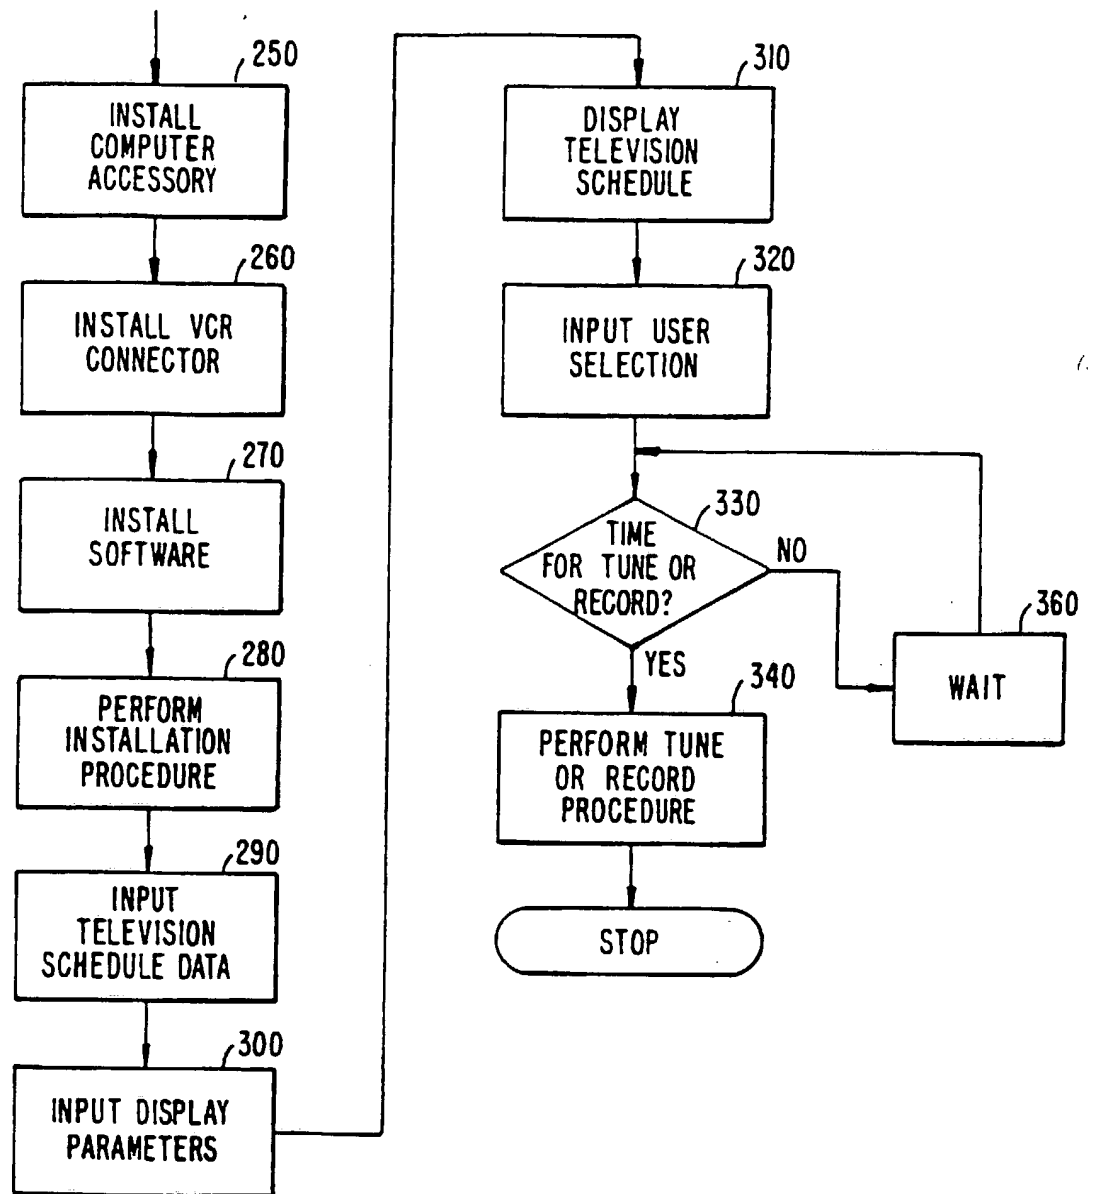 250
INSTALL
COMPUTER
ACCESSORY
260
INSTALL VCR
CONNECTOR
270
INSTALL
SOFTWARE
280
PERFORM
INSTALLATION
PROCEDURE
290
INPUT
TELEVISION
SCHEDULE DATA
300
INPUT DISPLAY
PARAMETERS
310
DISPLAY
TELEVISION
SCHEDULE
320
INPUT USER
SELECTION
330
TIME
FOR TUNE OR
RECORD?
NO
YES
360
WAIT
340
PERFORM TUNE
OR RECORD
PROCEDURE
STOP